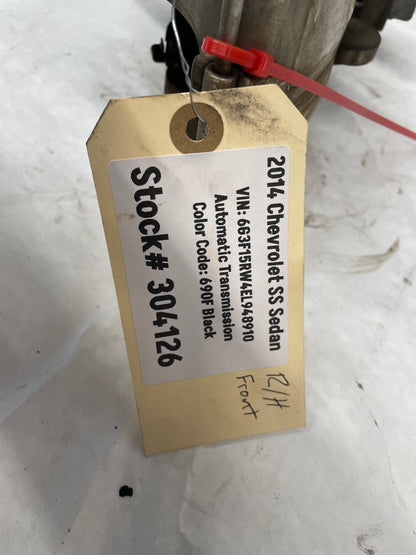 2014 Chevrolet SS Sedan
VIN: 6G3F15RW4EL948910
Automatic Transmission
Color Code: 690F Black
Stock# 304126
R/H
Front